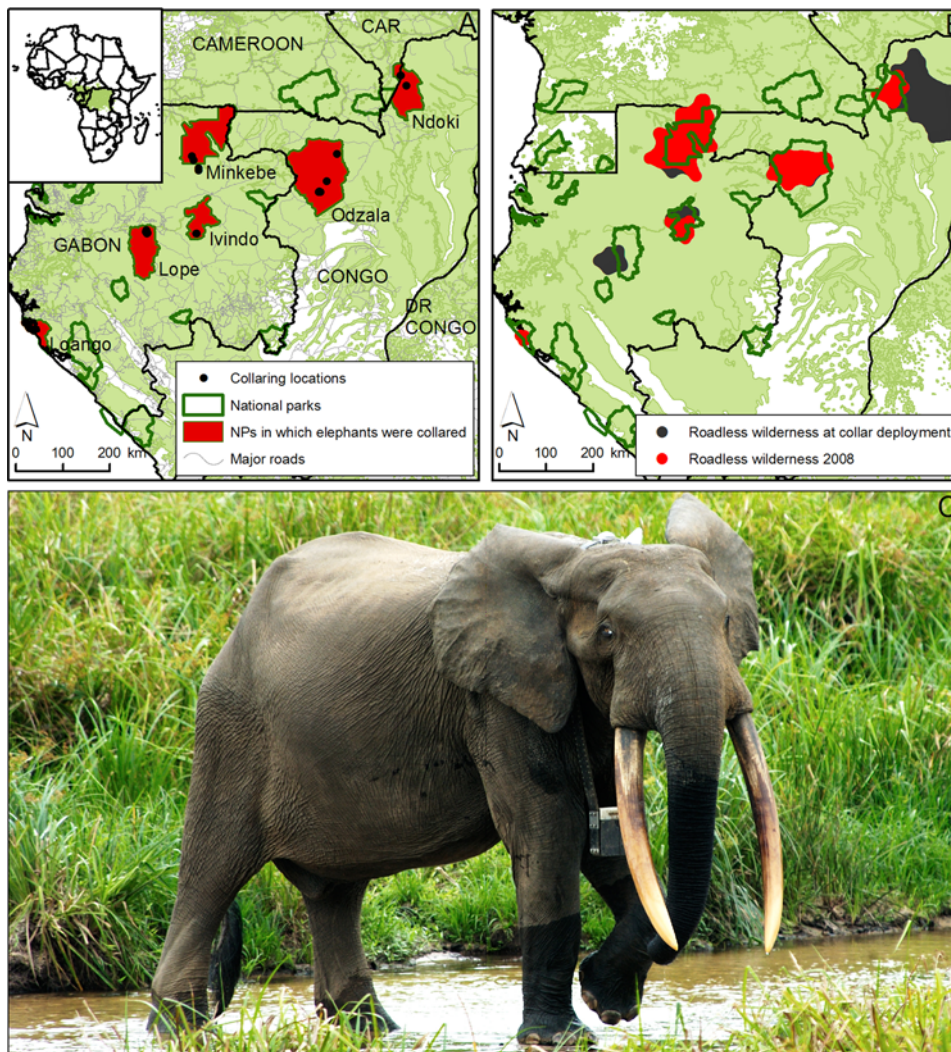 A
CAR
CAMEROON
Ndoki
Minkebe
Odzala
Ivindo
GABON
Lope
CONGO
DR
CONGO
Loango
Collaring locations
National parks
NPs in which elephants were collared
Major roads
N
0 100 200 km
Roadless wilderness at collar deployment
Roadless wilderness 2008
N
0 100 200 km
C